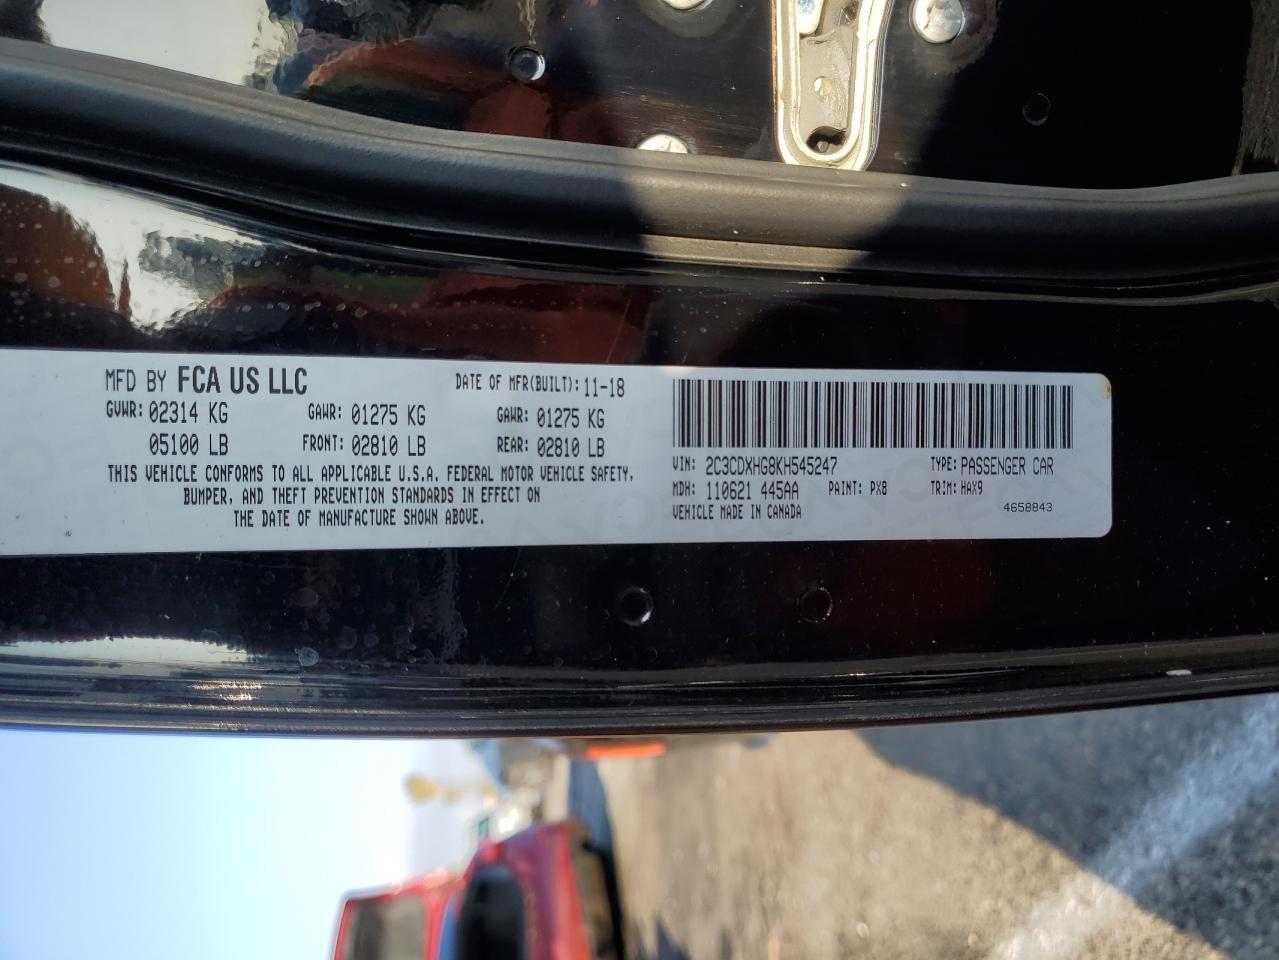 MFD BY FCA US LLC DATE OF MFR(BUILT): 11-18
GVWR: 02314 KG GAWR: 01275 KG GAWR: 01275 KG
05100 LB FRONT: 02810 LB REAR: 02810 LB
THIS VEHICLE CONFORMS TO ALL APPLICABLE U.S.A. FEDERAL MOTOR VEHICLE SAFETY,
BUMPER, AND THEFT PREVENTION STANDARDS IN EFFECT ON
THE DATE OF MANUFACTURE SHOWN ABOVE.
VIN: 2C3CDXHG8KH545247 TYPE: PASSENGER CAR
MDH: 110621 445AA PAINT: PX8 TRIM: HAX9
VEHICLE MADE IN CANADA 4658843